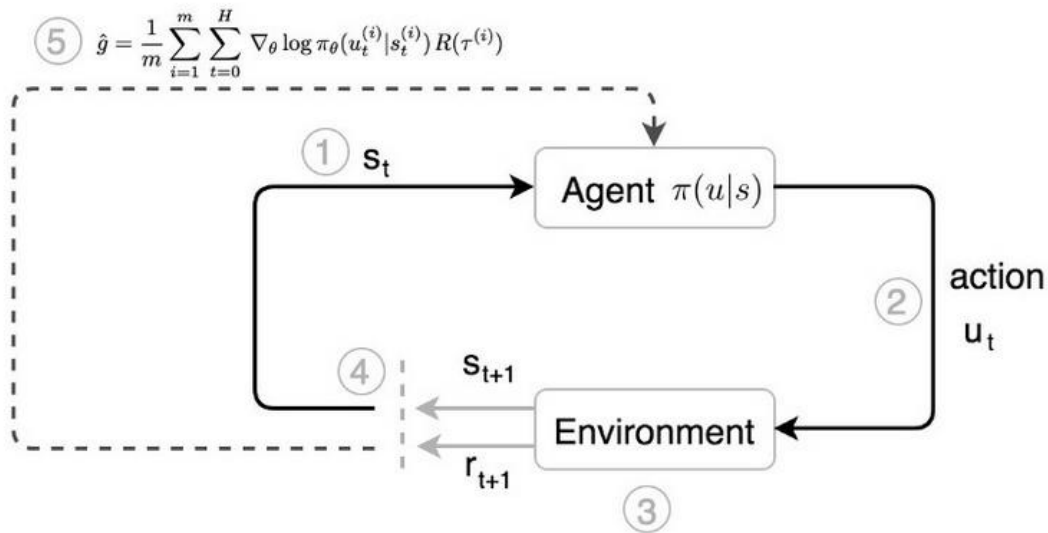 ⑤ ĝ = 1/m ∑_{i=1}^{m} ∑_{t=0}^{H} ∇_θ log π_θ(u_t^{(i)}|s_t^{(i)}) R(τ^{(i)})
① s_t
Agent π(u|s)
② action
u_t
④ s_{t+1}
Environment
r_{t+1}
③